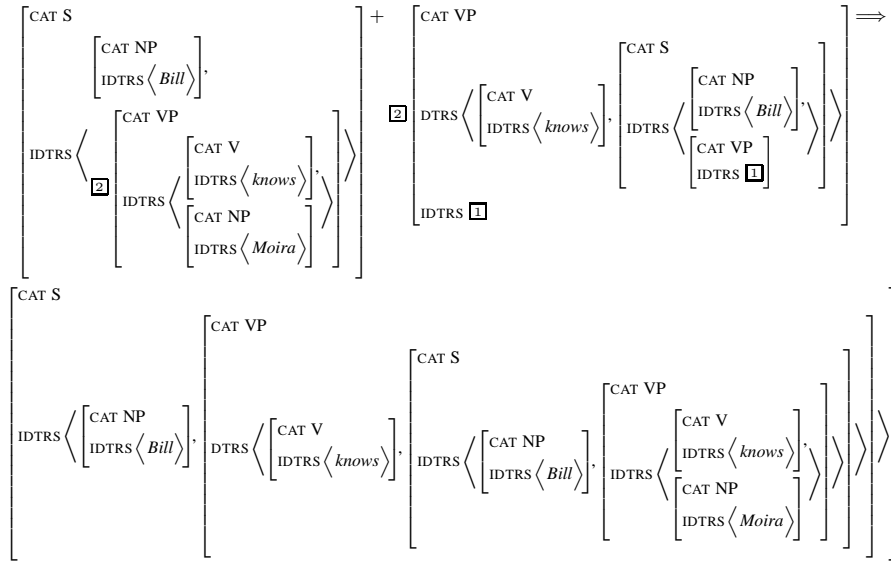 CAT S + CAT VP ⟹
CAT NP CAT S
IDTRS ⟨Bill⟩, CAT V CAT NP
CAT VP 2 DTRS ⟨ IDTRS ⟨knows⟩, IDTRS ⟨ IDTRS ⟨Bill⟩, ⟩ ⟩
IDTRS ⟨ CAT V CAT VP
2 IDTRS ⟨ IDTRS ⟨knows⟩, ⟩ ⟩ IDTRS 1
CAT NP IDTRS 1
IDTRS ⟨Moira⟩
CAT S
CAT VP
CAT S
CAT VP
CAT NP CAT V CAT NP CAT V
IDTRS ⟨ IDTRS ⟨Bill⟩, DTRS ⟨ IDTRS ⟨knows⟩, IDTRS ⟨ IDTRS ⟨Bill⟩, IDTRS ⟨ IDTRS ⟨knows⟩, ⟩ ⟩ ⟩ ⟩
CAT NP
IDTRS ⟨Moira⟩